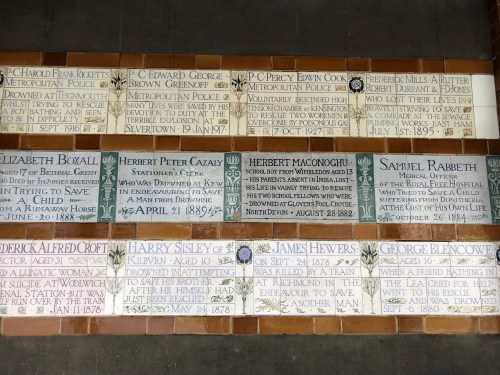 P·C·HAROLD FRANK RICKETTS
METROPOLITAN POLICE
DROWNED AT TEIGNMOUTH
WHILST TRYING TO RESCUE
A BOY BATHING AND SEEN
TO BE IN DIFFICULTY
11 SEPT 1916
P·C·EDWARD GEORGE
BROWN GREENOFF
METROPOLITAN POLICE
MANY LIVES WERE SAVED BY HIS
DEVOTION TO DUTY AT THE
TERRIBLE EXPLOSION AT
SILVERTOWN · 19 JAN 1917
P·C·PERCY EDWIN COOK
METROPOLITAN POLICE
VOLUNTARILY DESCENDED HIGH
TENSION CHAMBER AT KENSINGTON
TO RESCUE TWO WORKMEN
OVERCOME BY POISONOUS GAS
7 OCT 1927
FREDERICK MILLS · A·RUTTER
ROBERT DURRANT & F·D·JONES
WHO LOST THEIR LIVES IN
BRAVELY STRIVING TO SAVE
A COMRADE AT THE SEWAGE
PUMPING WORKS EAST HAM
JULY 1ST · 1895 ·
ELIZABETH BOXALL
AGED 17 OF BETHNAL GREEN
WHO DIED OF INJURIES RECEIVED
IN TRYING TO SAVE
A CHILD
FROM A RUNAWAY HORSE
JUNE 20 · 1888
HERBERT PETER CAZALY
STATIONER'S CLERK
WHO WAS DROWNED AT KEW
IN ENDEAVOURING TO SAVE
A MAN FROM DROWNING
APRIL 21 1889
HERBERT MACONOGHU
SCHOOL BOY FROM WIMBLEDON AGED 13
· HIS PARENTS ABSENT IN INDIA, LOST ·
HIS LIFE IN VAINLY TRYING TO RESCUE
HIS TWO SCHOOL FELLOWS WHO WERE
· DROWNED AT GLOVERS POOL, CROYDE,
NORTH DEVON · AUGUST 28 · 1882
SAMUEL RABBETH
MEDICAL OFFICER
OF THE ROYAL FREE HOSPITAL
WHO TRIED TO SAVE A CHILD
SUFFERING FROM DIPHTHERIA
AT THE COST OF HIS OWN LIFE
OCTOBER 26 · 1884
FREDERICK ALFRED CROFT
INSPECTOR AGED 31
SAVED A LUNATIC WOMAN
FROM SUICIDE AT WOOLWICH
ARSENAL STATION BUT WAS
HIMSELF RUN OVER BY THE TRAIN
JAN 11 · 1878
HARRY SISLEY OF
KILBURN · AGED 10
DROWNED IN ATTEMPTING
TO SAVE HIS BROTHER
AFTER HE HIMSELF HAD
JUST BEEN RESCUED
MAY 24 · 1878
JAMES HEWERS
ON SEPT 24 1878
WAS KILLED BY A TRAIN
AT RICHMOND IN THE
ENDEAVOUR TO SAVE
ANOTHER MAN
GEORGE BLENCOWE
AGED 16
WHEN A FRIEND BATHING IN
THE LEA CRIED FOR HELP
WENT TO HIS RESCUE
AND WAS DROWNED
SEPT 6 1880